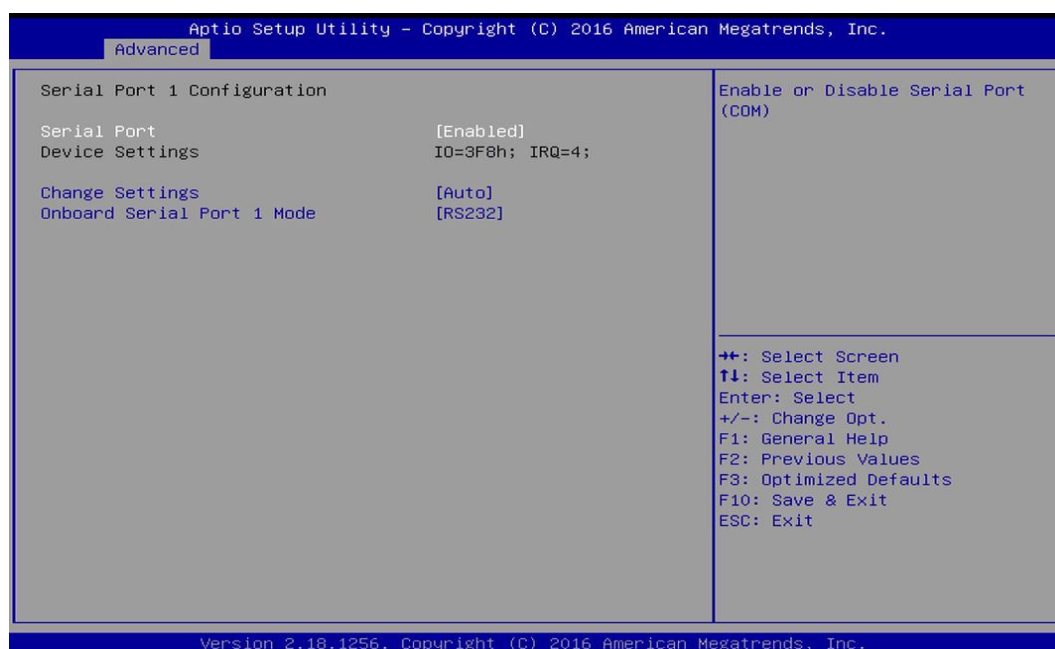 Aptio Setup Utility – Copyright (C) 2016 American Megatrends, Inc.
Advanced
Serial Port 1 Configuration
Serial Port [Enabled]
Device Settings IO=3F8h; IRQ=4;
Change Settings [Auto]
Onboard Serial Port 1 Mode [RS232]
Enable or Disable Serial Port
(COM)
→←: Select Screen
↑↓: Select Item
Enter: Select
+/-: Change Opt.
F1: General Help
F2: Previous Values
F3: Optimized Defaults
F10: Save & Exit
ESC: Exit
Version 2.18.1256. Copyright (C) 2016 American Megatrends, Inc.